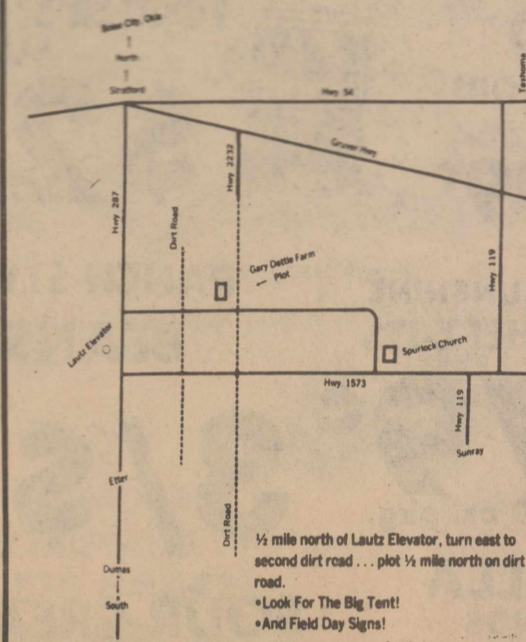 Boise City, Okla
North
Stratford
Hwy 54
Texhoma
Gruver Hwy
Hwy 2232
Hwy 287
Dirt Road
Hwy 119
Gary Dettle Farm
Plot
Lautz Elevator
Spurlock Church
Hwy. 1573
Hwy 119
Sunray
Etter
Dirt Road
Dumas
South
½ mile north of Lautz Elevator, turn east to
second dirt road . . . plot ½ mile north on dirt
road.
•Look For The Big Tent!
•And Field Day Signs!